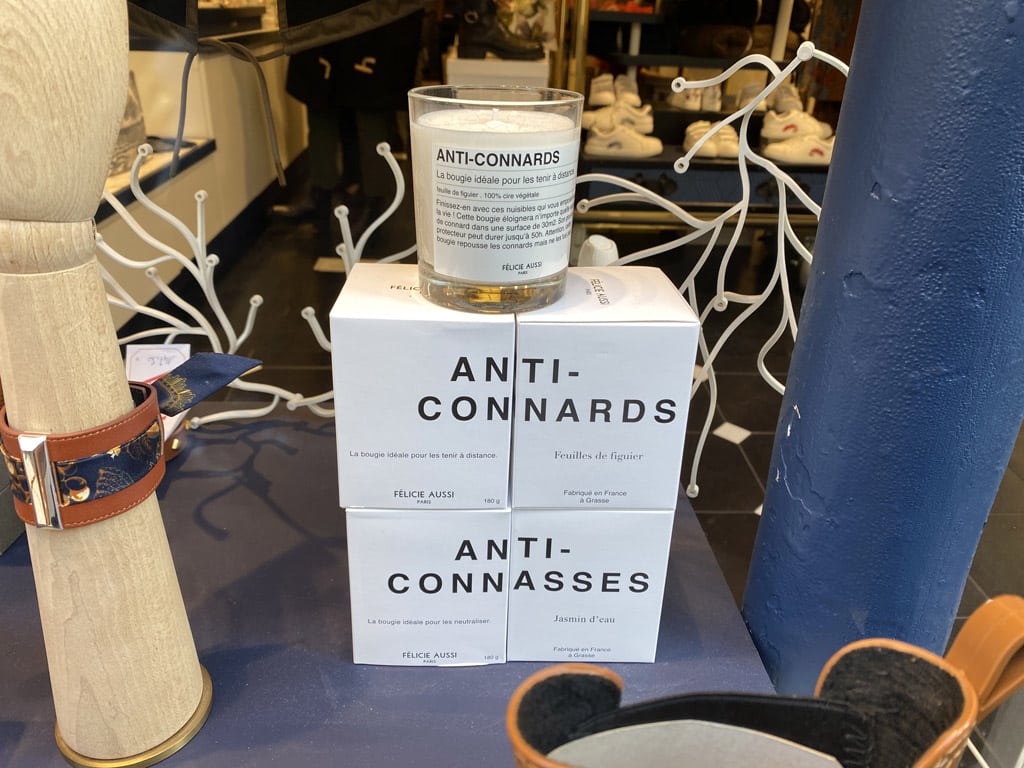 ANTI-CONNARDS
La bougie idéale pour les tenir à distance
feuille de figuier . 100% cire végétale
Finissez-en avec ces nuisibles qui vous
la vie ! Cette bougie éloignera n'importe
de connard dans une surface de 30m2. Son
protecteur peut durer jusqu'à 50h. Attention,
bougie repousse les connards mais ne les
FÉLICIE AUSSI
PARIS
FÉLICIE AUSSI
ANTI-
CONNARDS
La bougie idéale pour les tenir à distance.
Feuilles de figuier
FÉLICIE AUSSI
PARIS
180 g
Fabriqué en France
à Grasse
ANTI-
CONNASSES
La bougie idéale pour les neutraliser.
Jasmin d'eau
FÉLICIE AUSSI
PARIS
180 g
Fabriqué en France
à Grasse